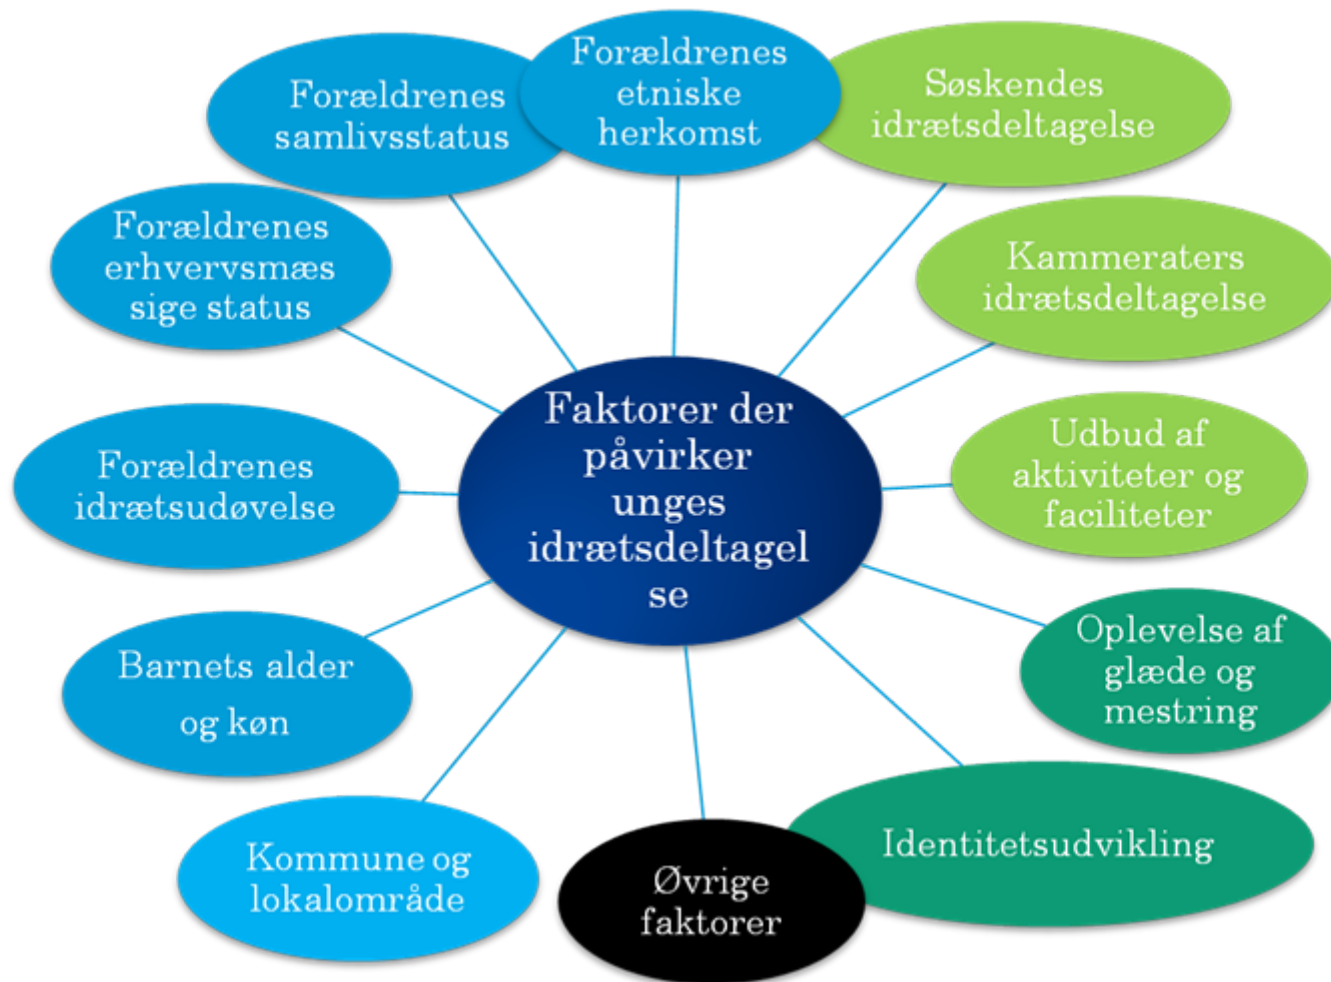 Forældrenes
etniske
herkomst
Søskendes
idrætsdeltagelse
Kammeraters
idrætsdeltagelse
Udbud af
aktiviteter og
faciliteter
Oplevelse af
glæde og
mestring
Identitetsudvikling
Øvrige
faktorer
Kommune og
lokalområde
Barnets alder
og køn
Forældrenes
idrætsudøvelse
Forældrenes
erhvervsmæs
sige status
Forældrenes
samlivsstatus
Faktorer der
påvirker
unges
idrætsdeltagel
se